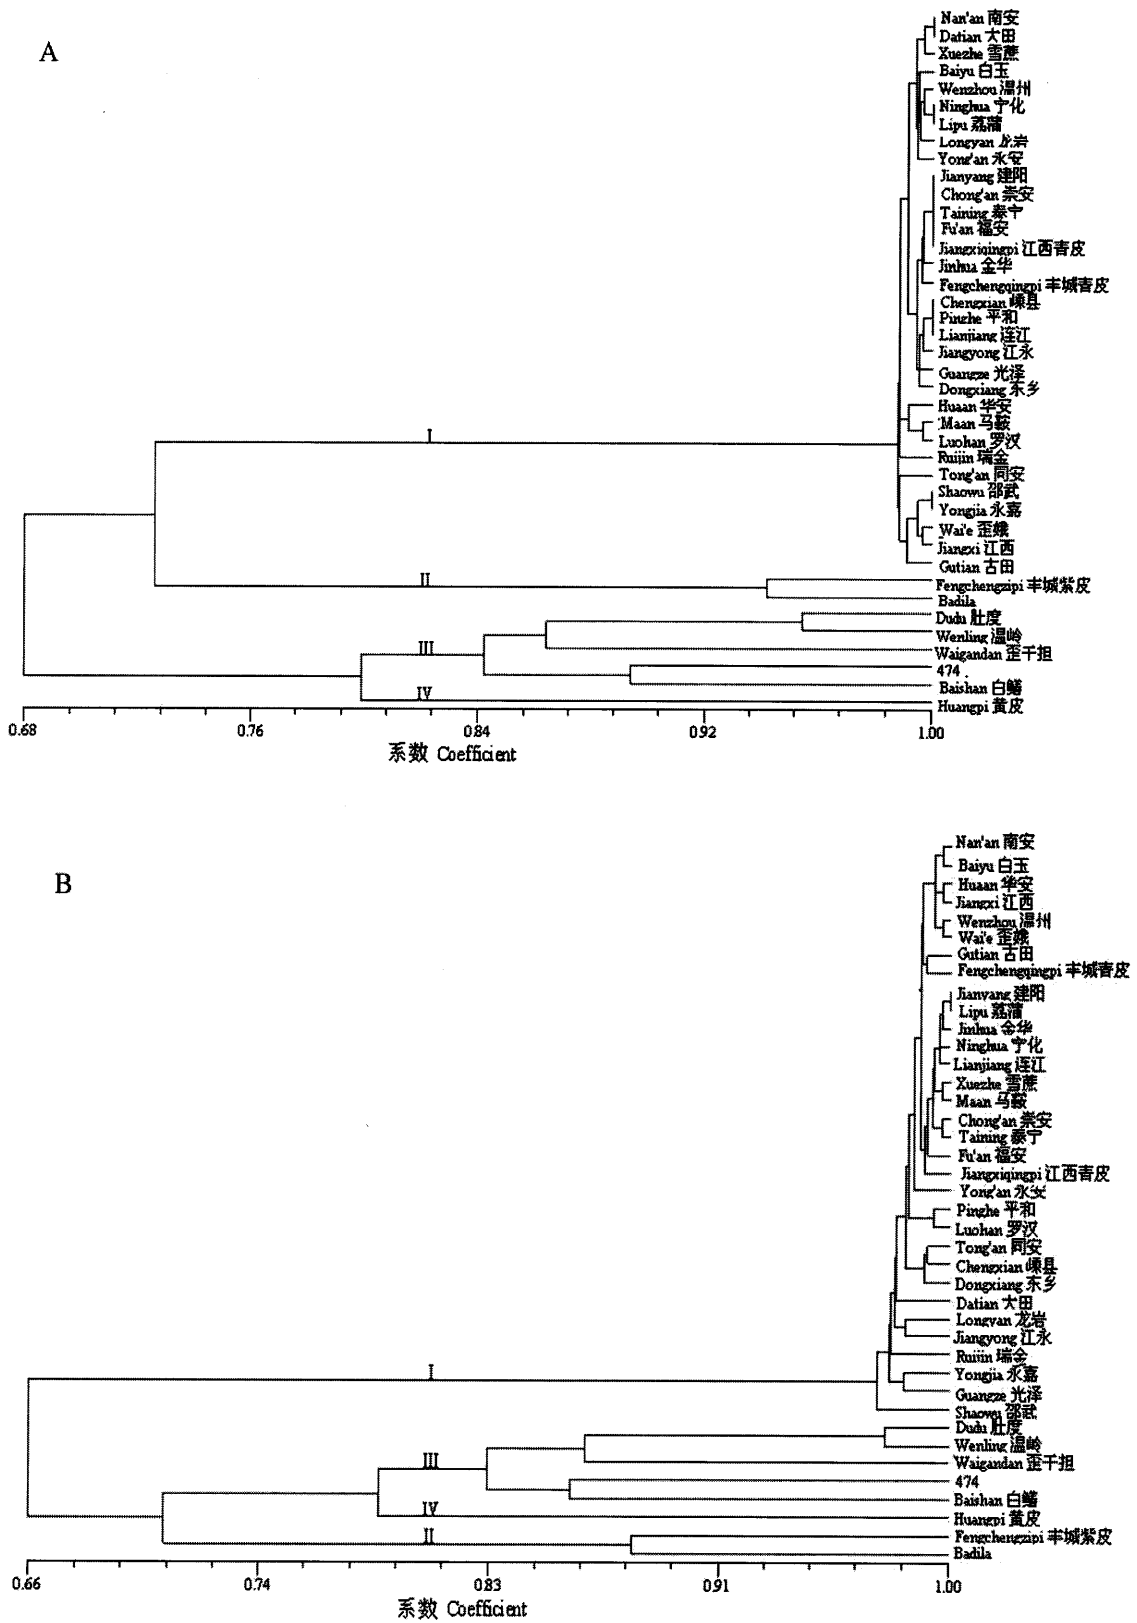 A
Nan'an 南安
Datian 大田
Xuezhe 雪蔗
Baiyu 白玉
Wenzhou 温州
Ninghua 宁化
Lipu 荔蒲
Longyan 龙岩
Yong'an 永安
Jianyang 建阳
Chong'an 崇安
Taining 泰宁
Fu'an 福安
Jiangxiqingpi 江西青皮
Jinhua 金华
Fengchengqingpi 丰城青皮
Chengxian 嵊县
Pinghe 平和
Lianjiang 连江
Jiangyong 江永
Guangze 光泽
Dongxiang 东乡
Huaan 华安
Maan 马鞍
Luohan 罗汉
I
Ruijin 瑞金
Tong'an 同安
Shaowu 邵武
Yongjia 永嘉
Wai'e 歪娥
Jiangxi 江西
Gutian 古田
II
Fengchengzipi 丰城紫皮
Badila
Dudu 肚度
Wenling 温岭
III
Waigandan 歪干担
474
Baishan 白鳝
IV
Huangpi 黄皮
0.68 0.76 0.84 0.92 1.00
系数 Coefficient
B
Nan'an 南安
Baiyu 白玉
Huaan 华安
Jiangxi 江西
Wenzhou 温州
Wai'e 歪娥
Gutian 古田
Fengchengqingpi 丰城青皮
Jianyang 建阳
Lipu 荔蒲
Jinhua 金华
Ninghua 宁化
Lianjiang 连江
Xuezhe 雪蔗
Maan 马鞍
Chong'an 崇安
Taining 泰宁
Fu'an 福安
Jiangxiqingpi 江西青皮
Yong'an 永安
Pinghe 平和
Luohan 罗汉
Tong'an 同安
Chengxian 嵊县
Dongxiang 东乡
Datian 大田
Longyan 龙岩
Jiangyong 江永
Ruijin 瑞金
I
Yongjia 永嘉
Guangze 光泽
Shaowu 邵武
Dudu 肚度
Wenling 温岭
III
Waigandan 歪干担
474
Baishan 白鳝
IV
Huangpi 黄皮
II
Fengchengzipi 丰城紫皮
Badila
0.66 0.74 0.83 0.91 1.00
系数 Coefficient